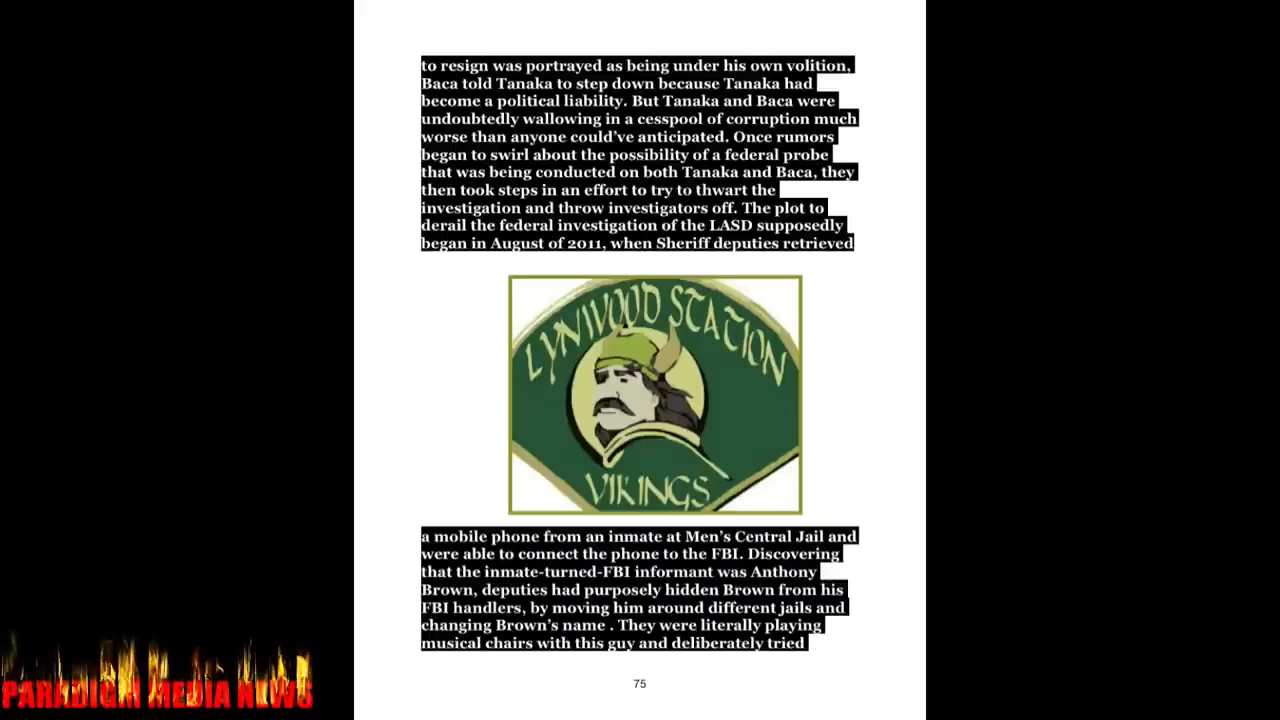 to resign was portrayed as being under his own volition,
Baca told Tanaka to step down because Tanaka had
become a political liability. But Tanaka and Baca were
undoubtedly wallowing in a cesspool of corruption much
worse than anyone could’ve anticipated. Once rumors
began to swirl about the possibility of a federal probe
that was being conducted on both Tanaka and Baca, they
then took steps in an effort to try to thwart the
investigation and throw investigators off. The plot to
derail the federal investigation of the LASD supposedly
began in August of 2011, when Sheriff deputies retrieved
LYNWOOD STATION
VIKINGS
a mobile phone from an inmate at Men’s Central Jail and
were able to connect the phone to the FBI. Discovering
that the inmate-turned-FBI informant was Anthony
Brown, deputies had purposely hidden Brown from his
FBI handlers, by moving him around different jails and
changing Brown’s name . They were literally playing
musical chairs with this guy and deliberately tried
75
PARADIGM MEDIA NEWS